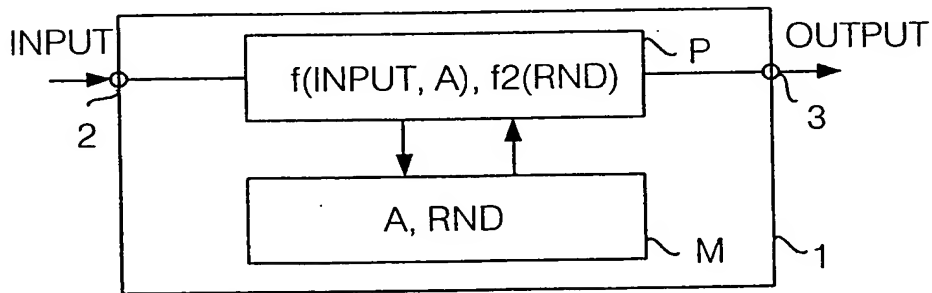 INPUT
OUTPUT
P
f(INPUT, A), f2(RND)
2
3
A, RND
M
1